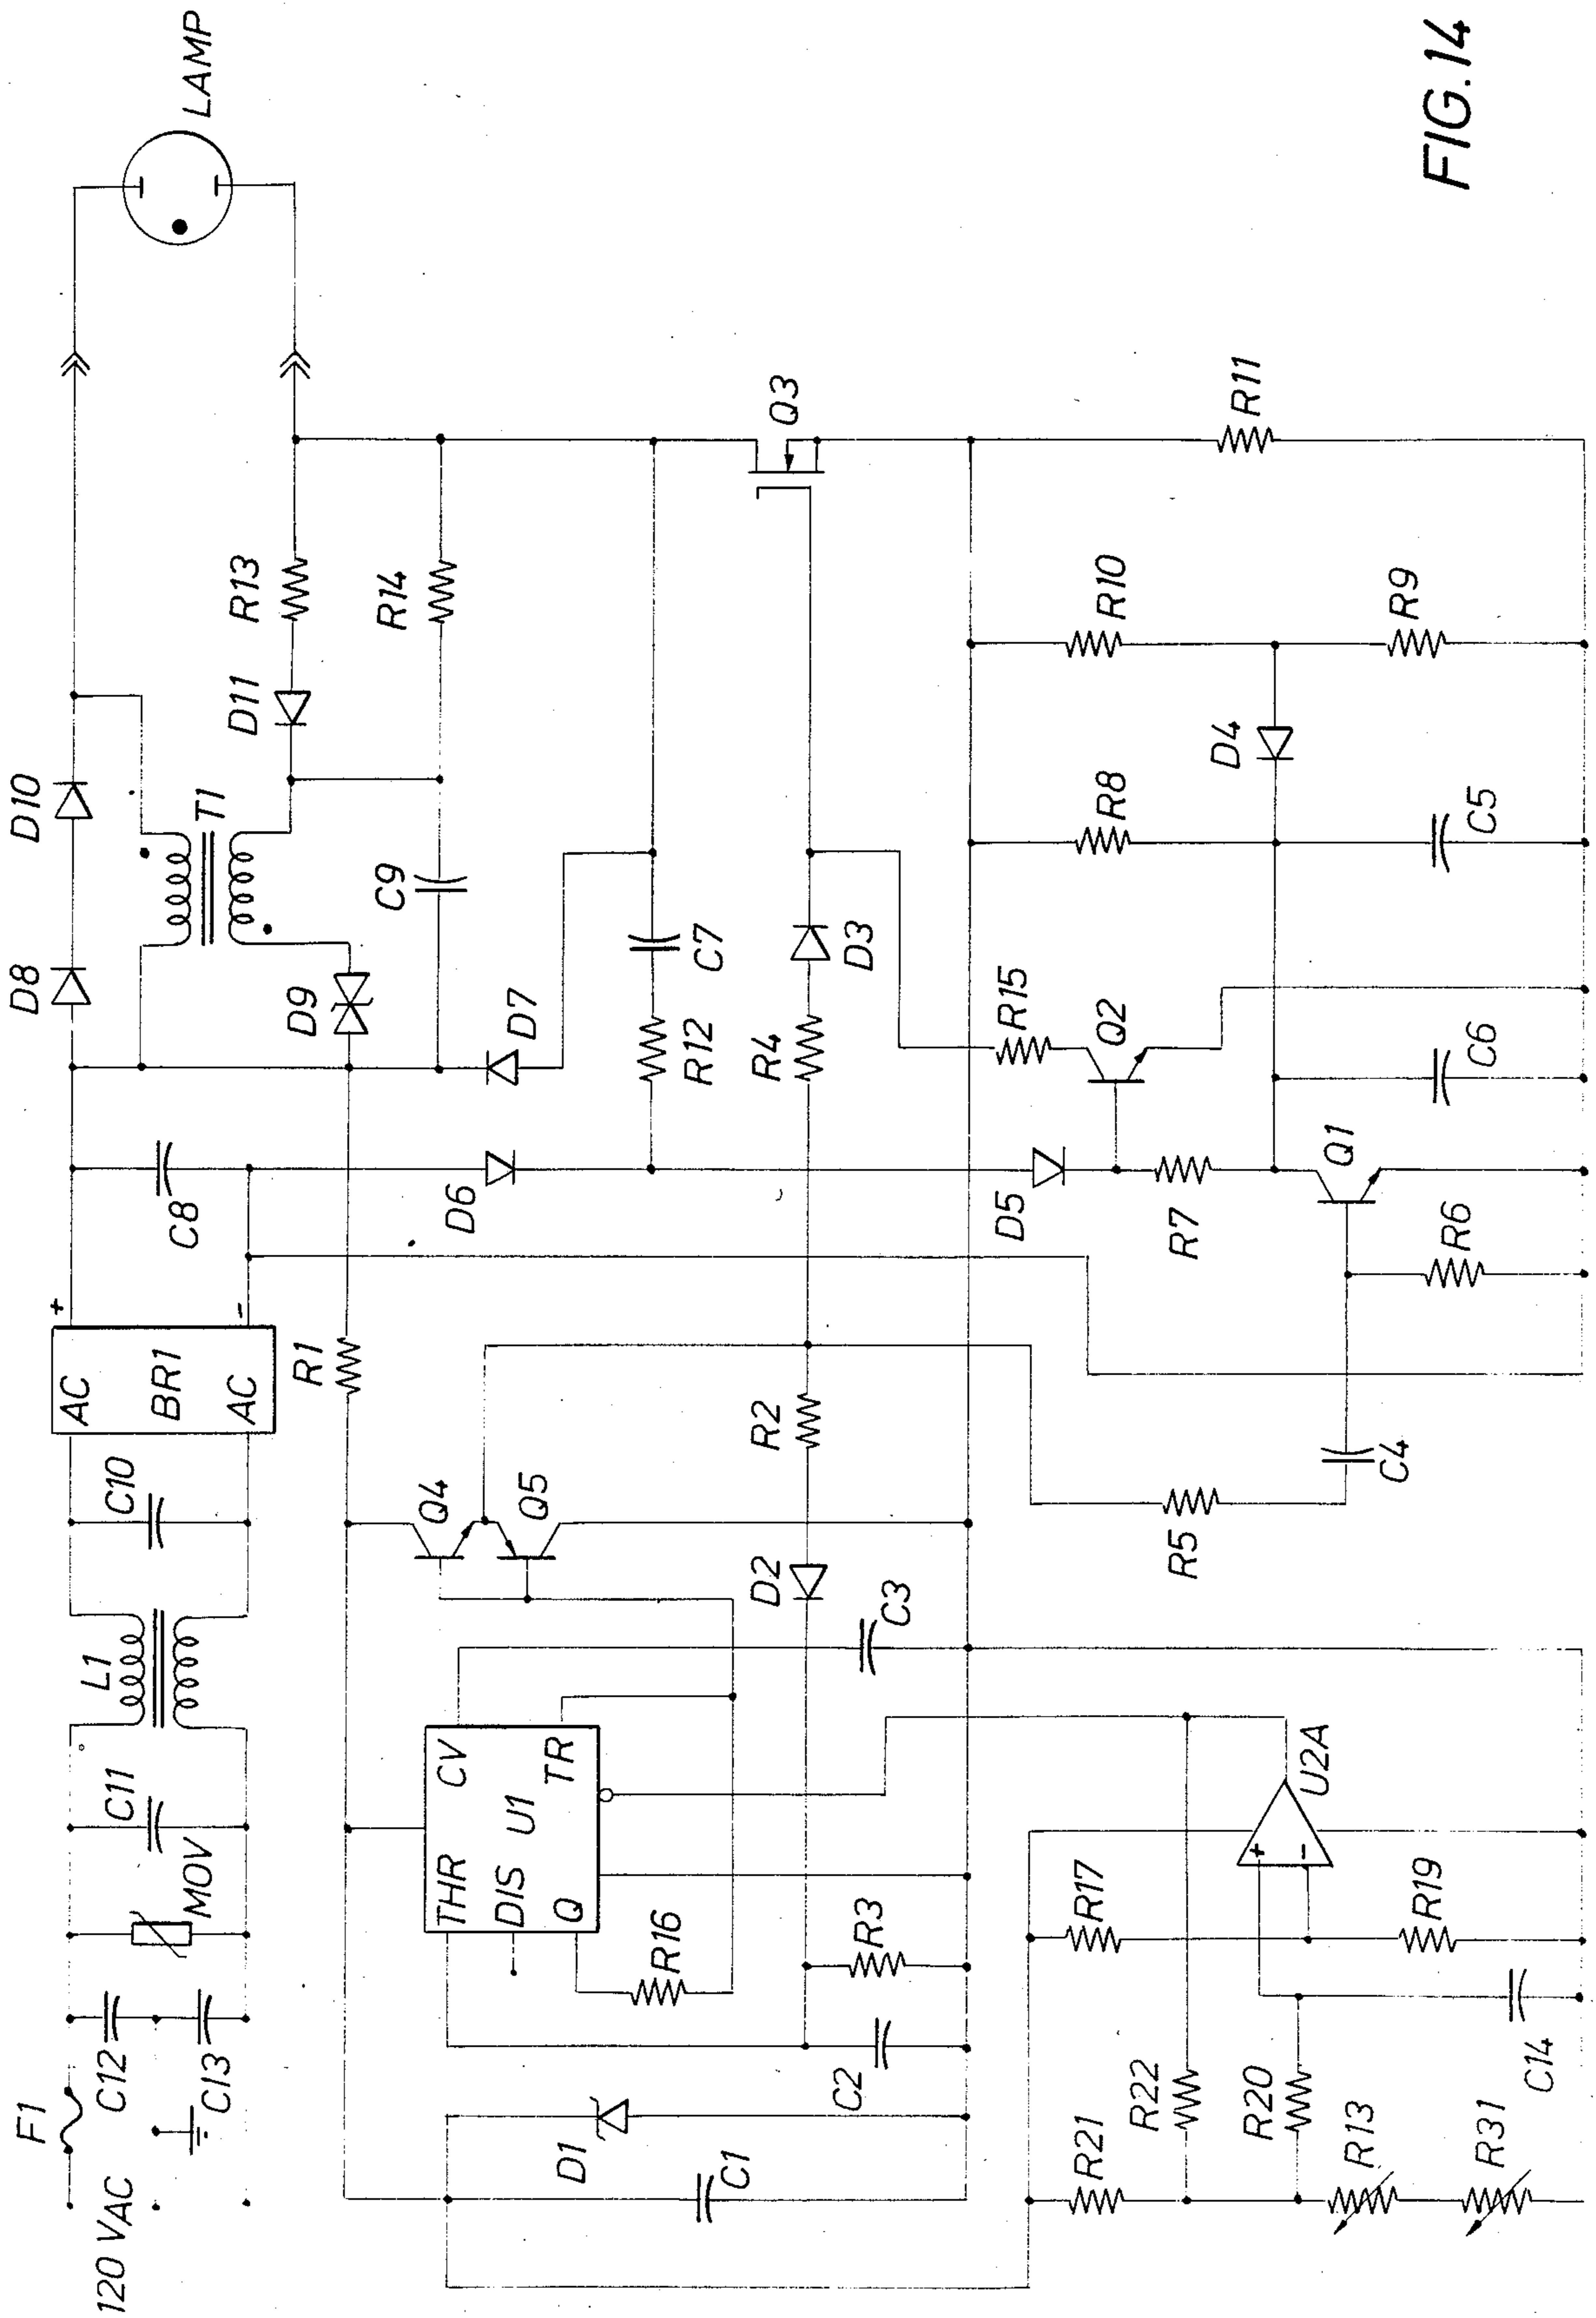 F1
120 VAC
C12
C13
MOV
C11
L1
C10
AC
BR1
AC
+
-
C8
D8
D10
T1
D9
D11
R13
C9
R14
LAMP
R1
D7
D6
C7
R12
Q3
Q4
Q5
THR
CV
DIS
U1
Q
TR
R16
D1
C1
C2
R3
D2
C3
R2
R4
D3
R15
Q2
D5
R7
Q1
R6
C6
R5
C4
R8
D4
C5
R10
R9
R11
R21
R22
R20
R13
R31
C14
R17
R19
+
-
U2A
FIG.14